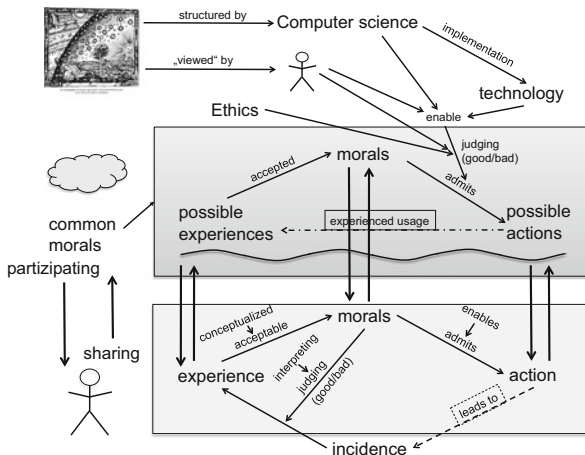 structured by
Computer science
implementation
„viewed“ by
technology
Ethics
enable
judging
(good/bad)
morals
accepted
admits
possible
experiences
experienced usage
possible
actions
common
morals
partizipating
sharing
morals
conceptualized
acceptable
enables
admits
interpreting
judging
(good/bad)
experience
action
leads to
incidence